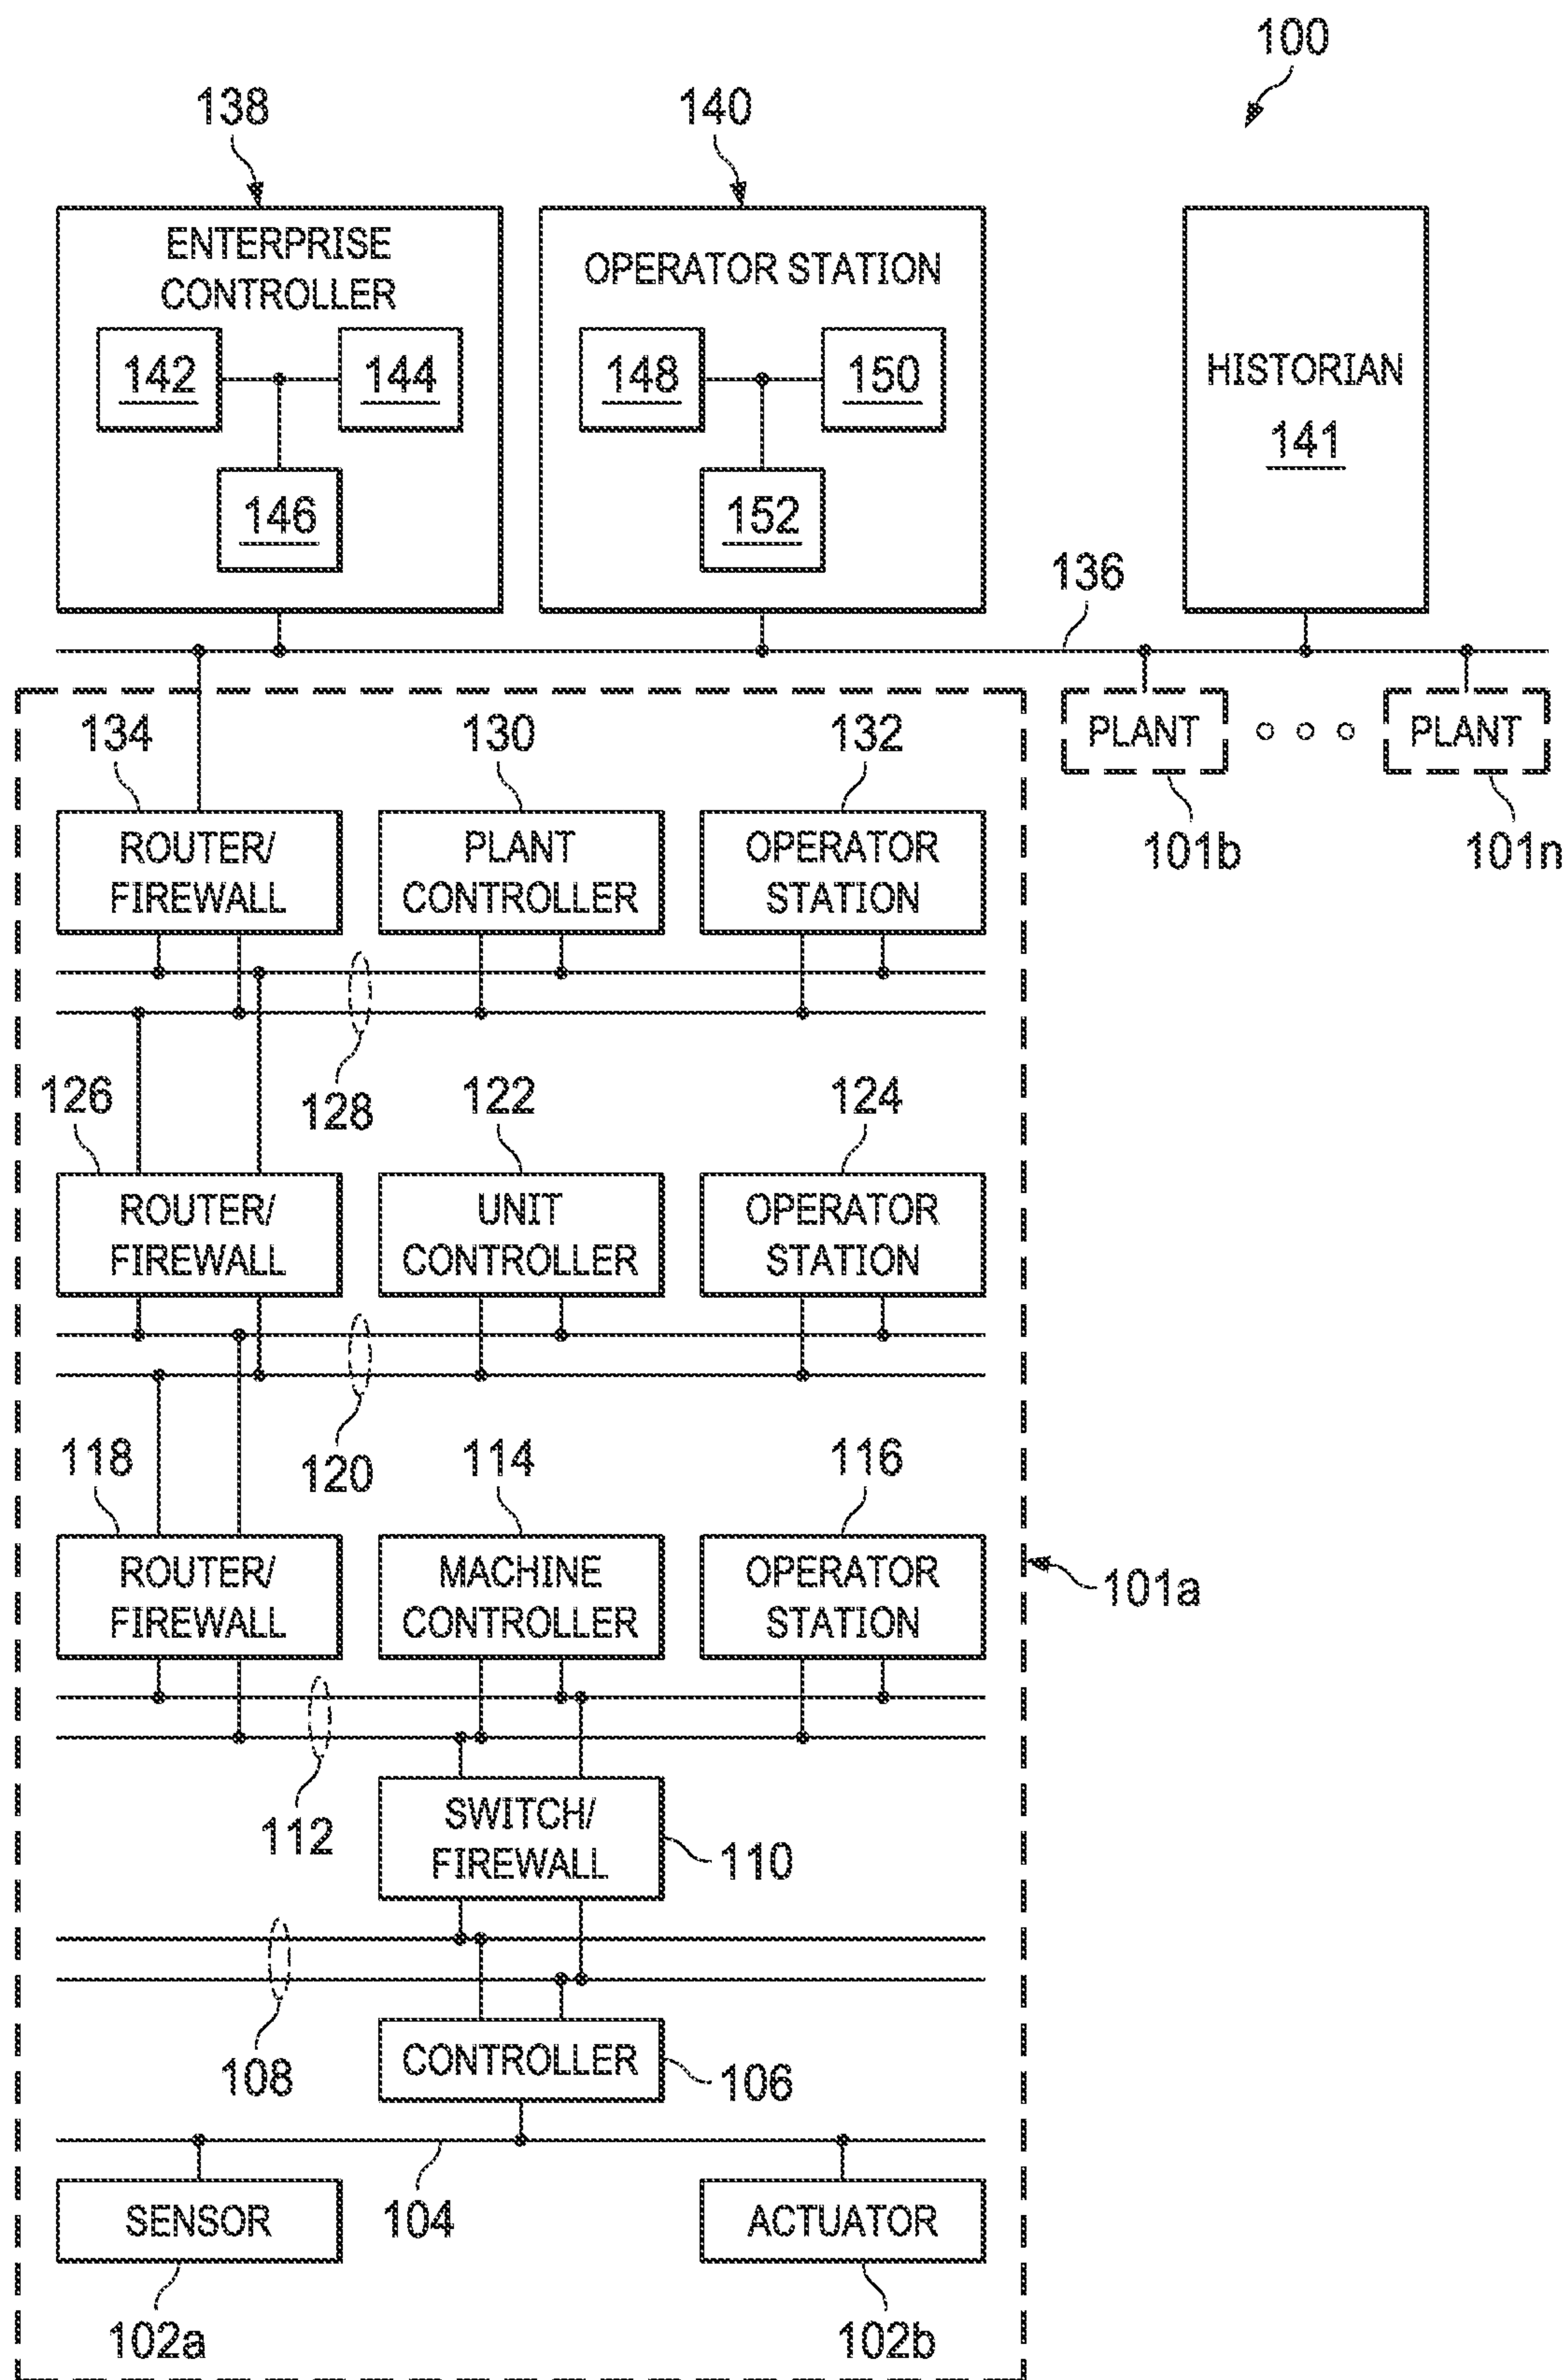 100
138
140
ENTERPRISE
CONTROLLER
142
144
146
OPERATOR STATION
148
150
152
HISTORIAN
141
136
PLANT
PLANT
101b
101n
134
130
132
ROUTER/
FIREWALL
PLANT
CONTROLLER
OPERATOR
STATION
128
126
122
124
ROUTER/
FIREWALL
UNIT
CONTROLLER
OPERATOR
STATION
120
118
114
116
ROUTER/
FIREWALL
MACHINE
CONTROLLER
OPERATOR
STATION
101a
112
SWITCH/
FIREWALL
110
108
CONTROLLER
106
104
SENSOR
ACTUATOR
102a
102b